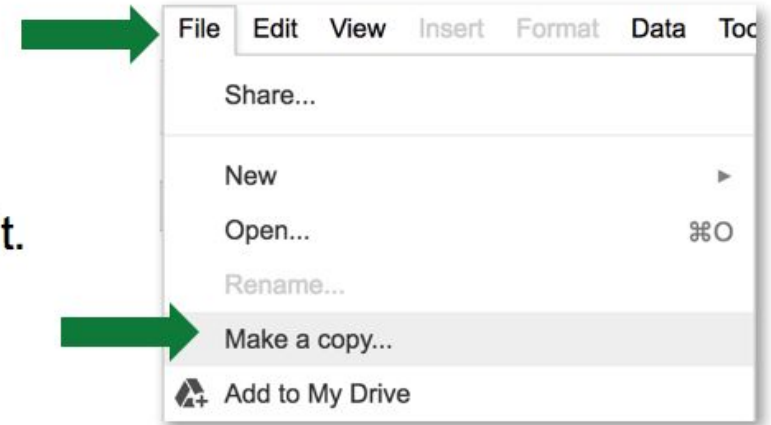 File Edit View Insert Format Data
Share...
New
Open... ⌘O
t.
Rename...
Make a copy...
Add to My Drive